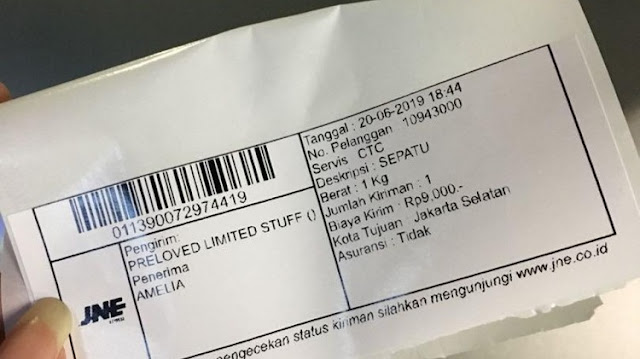 011390072974419
Pengirim:
PRELOVED LIMITED STUFF ()
Penerima
AMELIA
JNE
EXPRESS
Tanggal : 20-06-2019 18:44
No. Pelanggan 10943000
Servis CTC
Deskripsi : SEPATU
Berat : 1 Kg
Jumlah Kiriman : 1
Biaya Kirim : Rp9,000.-
Kota Tujuan : Jakarta Selatan
Asuransi : Tidak
pengecekan status kiriman silahkan mengunjungi www.jne.co.id